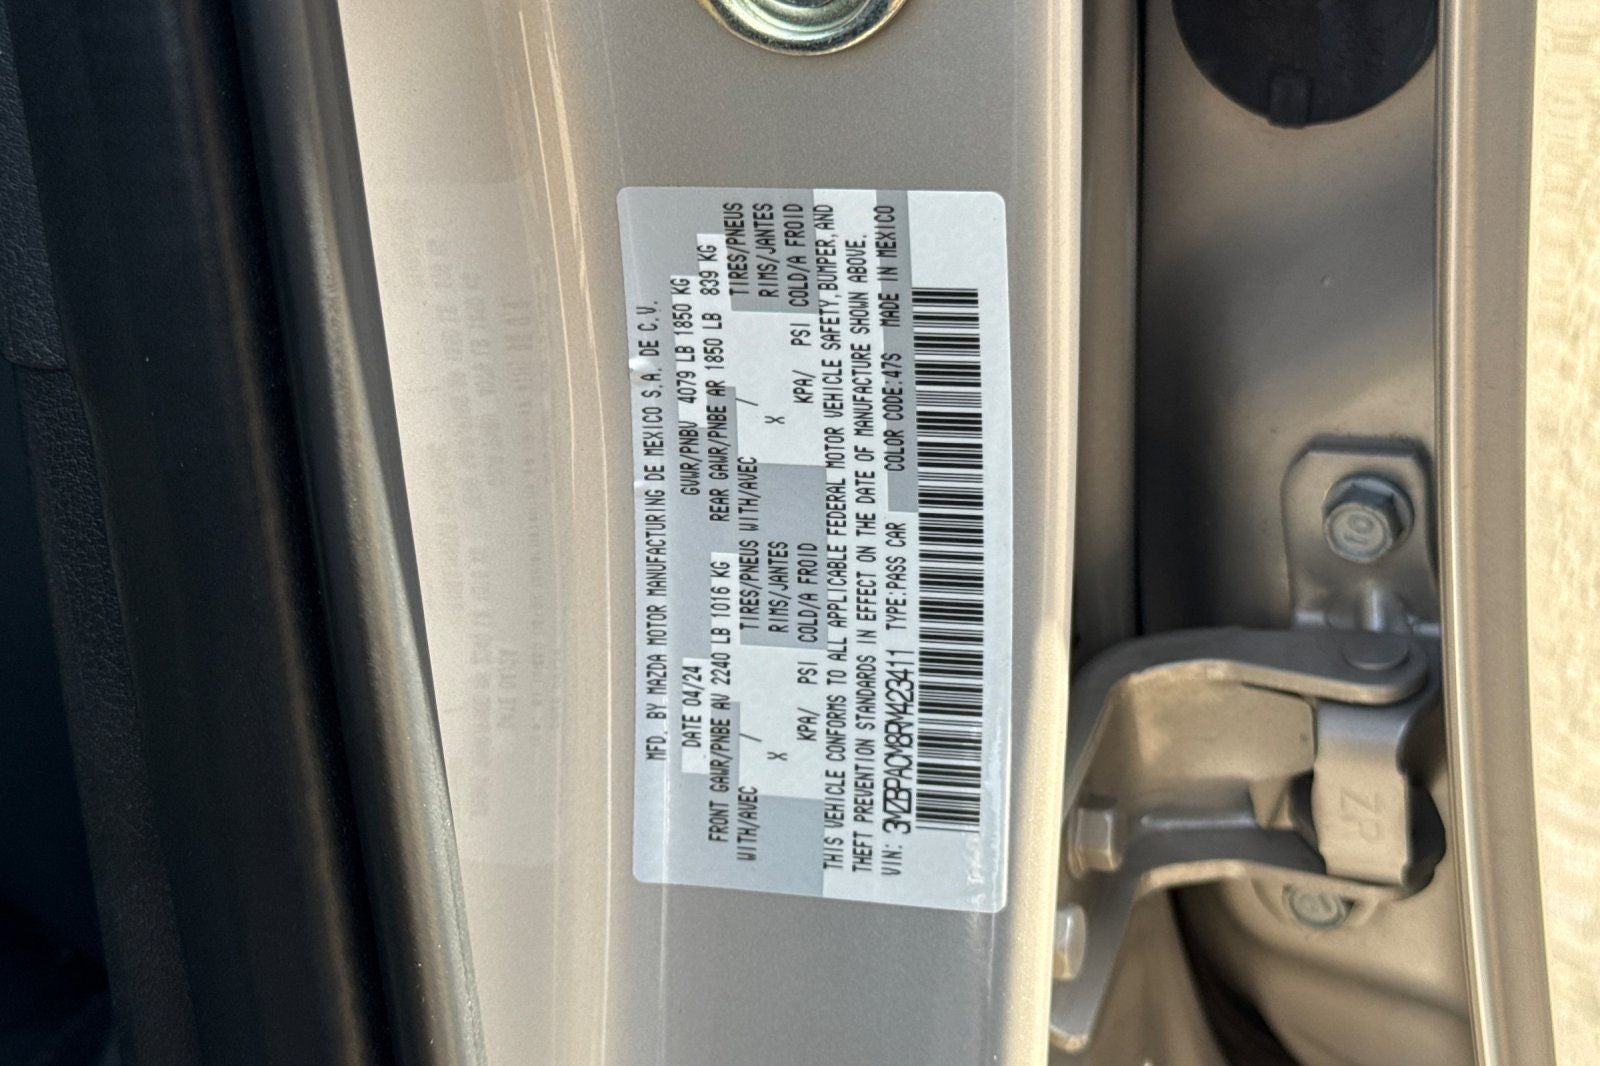 MFD. BY MAZDA MOTOR MANUFACTURING DE MEXICO S.A. DE C.V.
DATE 04/24 GVWR/PNBV 4079 LB 1850 KG
FRONT GAWR/PNBE AV 2240 LB 1016 KG REAR GAWR/PNBE AR 1850 LB 839 KG
WITH/AVEC / TIRES/PNEUS WITH/AVEC / TIRES/PNEUS
X RIMS/JANTES X RIMS/JANTES
KPA/ PSI COLD/A FROID KPA/ PSI COLD/A FROID
THIS VEHICLE CONFORMS TO ALL APPLICABLE FEDERAL MOTOR VEHICLE SAFETY, BUMPER, AND
THEFT PREVENTION STANDARDS IN EFFECT ON THE DATE OF MANUFACTURE SHOWN ABOVE.
VIN: 3MZBPACM8RM423411 TYPE:PASS CAR COLOR CODE:47S MADE IN MEXICO
10
ZR